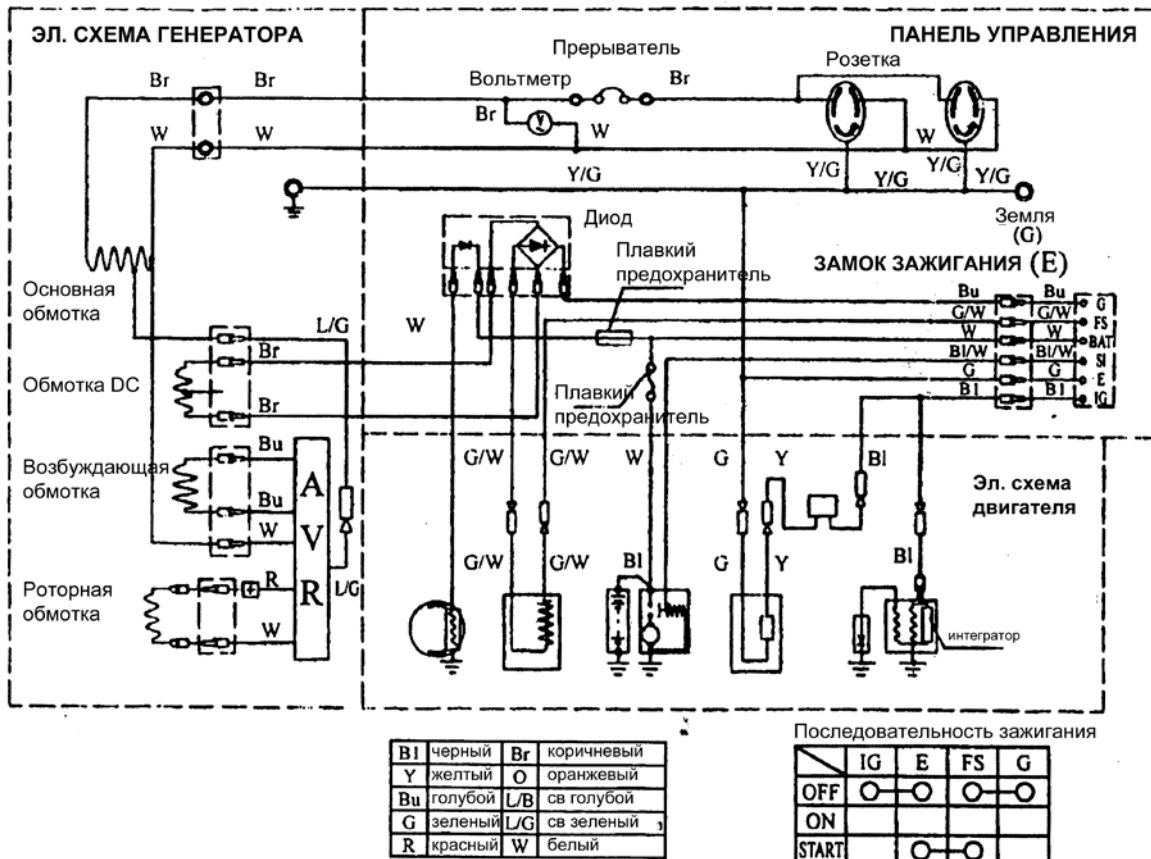 ЭЛ. СХЕМА ГЕНЕРАТОРА
ПАНЕЛЬ УПРАВЛЕНИЯ
Прерыватель
Вольтметр
Розетка
Br
Br
Br
Br
W
W
W
W
Y/G
Y/G
Y/G
Y/G
Y/G
Земля
(G)
Диод
Плавкий
предохранитель
ЗАМОК ЗАЖИГАНИЯ (E)
Основная
обмотка
L/G
W
Bu
Bu
G
G/W
G/W
FS
W
W
BAT
Bl/W
Bl/W
SI
G
G
E
Bl
Bl
IG
Br
Обмотка DC
Br
Плавкий
предохранитель
Возбуждающая
обмотка
Bu
Bu
W
A
V
R
G/W
G/W
W
G
Y
Bl
Эл. схема
двигателя
Роторная
обмотка
R
W
L/G
G/W
G/W
Bl
G
Y
Bl
интегратор
Последовательность зажигания
Bl черный Br коричневый
Y желтый O оранжевый
Bu голубой L/B св голубой
G зеленый L/G св зеленый
R красный W белый
IG E FS G
OFF
ON
START